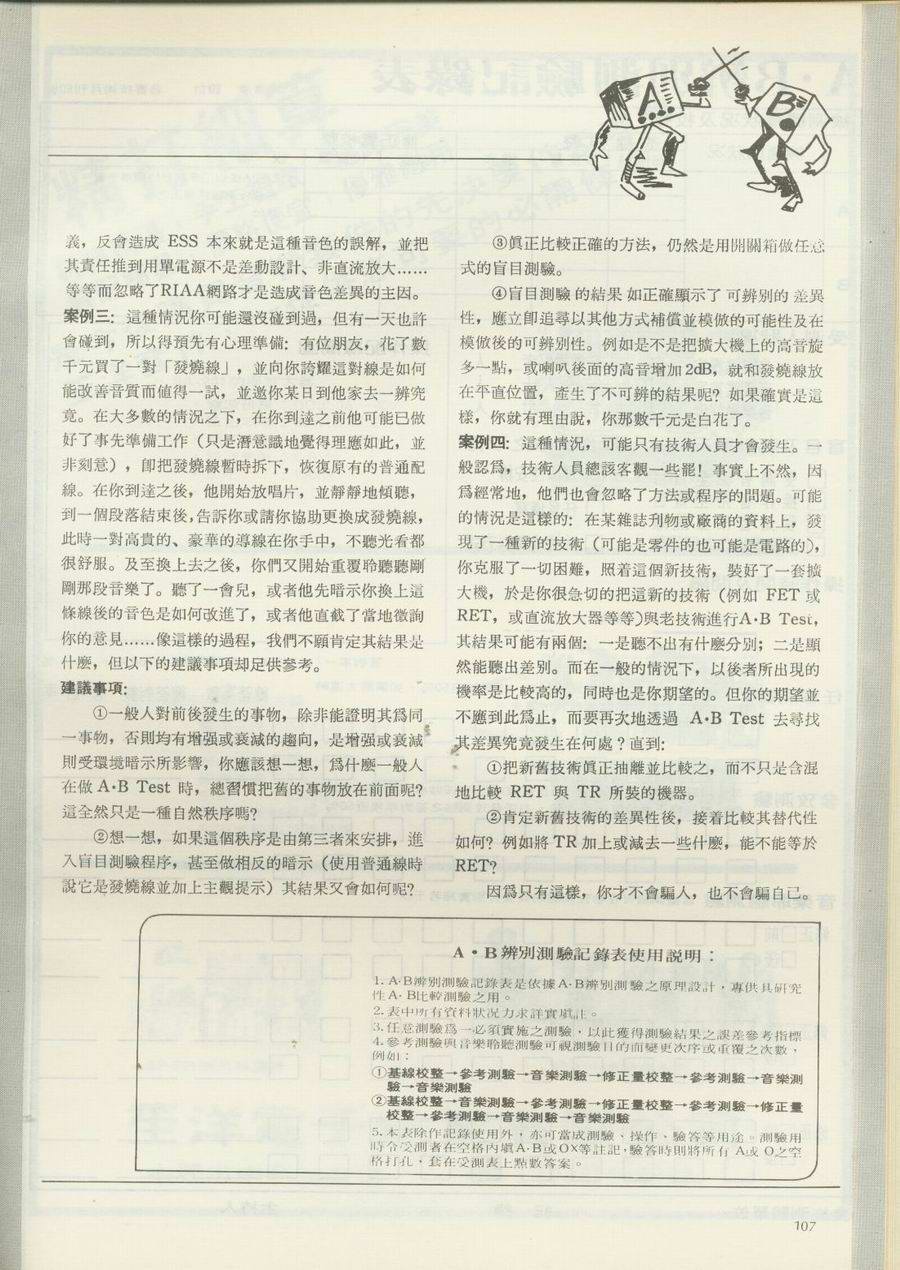 A
B
義，反會造成 ESS 本來就是這種音色的誤解，並把
其責任推到用單電源不是差動設計、非直流放大……
等等而忽略了RIAA網路才是造成音色差異的主因。
案例三：這種情況你可能還沒碰到過，但有一天也許
會碰到，所以得預先有心理準備：有位朋友，花了數
千元買了一對「發燒線」，並向你誇耀這對線是如何
能改善音質而值得一試，並邀你某日到他家去一辨究
竟。在大多數的情況之下，在你到達之前他可能已做
好了事先準備工作（只是潛意識地覺得理應如此，並
非刻意），卽把發燒線暫時拆下，恢復原有的普通配
線。在你到達之後，他開始放唱片，並靜靜地傾聽，
到一個段落結束後，告訴你或請你協助更換成發燒線，
此時一對高貴的、豪華的導線在你手中，不聽光看都
很舒服。及至換上去之後，你們又開始重覆聆聽聽剛
剛那段音樂了。聽了一會兒，或者他先暗示你換上這
條線後的音色是如何改進了，或者他直截了當地徵詢
你的意見……像這樣的過程，我們不願肯定其結果是
什麽，但以下的建議事項却足供參考。
建議事項：
①一般人對前後發生的事物，除非能證明其爲同
一事物，否則均有增强或衰減的趨向，是增强或衰減
則受環境暗示所影響，你應該想一想，爲什麽一般人
在做 A·B Test 時，總習慣把舊的事物放在前面呢？
這全然只是一種自然秩序嗎？
②想一想，如果這個秩序是由第三者來安排，進
入盲目測驗程序，甚至做相反的暗示（使用普通線時
說它是發燒線並加上主觀提示）其結果又會如何呢？
③眞正比較正確的方法，仍然是用開關箱做任意
式的盲目測驗。
④盲目測驗的結果如正確顯示了可辨別的差異
性，應立卽追尋以其他方式補償並模倣的可能性及在
模倣後的可辨別性。例如是不是把擴大機上的高音旋
多一點，或喇叭後面的高音增加2dB，就和發燒線放
在平直位置，產生了不可辨的結果呢？如果確實是這
樣，你就有理由說，你那數千元是白花了。
案例四：這種情況，可能只有技術人員才會發生。一
般認爲，技術人員總該客觀一些罷！事實上不然，因
爲經常地，他們也會忽略了方法或程序的問題。可能
的情況是這樣的：在某雜誌刊物或廠商的資料上，發
現了一種新的技術（可能是零件的也可能是電路的），
你克服了一切困難，照着這個新技術，裝好了一套擴
大機，於是你很急切的把這新的技術（例如 FET 或
RET，或直流放大器等等）與老技術進行A·B Test，
其結果可能有兩個：一是聽不出有什麽分別；二是顯
然能聽出差别。而在一般的情況下，以後者所出現的
機率是比較高的，同時也是你期望的。但你的期望並
不應到此爲止，而要再次地透過 A·B Test 去尋找
其差異究竟發生在何處？直到：
①把新舊技術眞正抽離並比較之，而不只是含混
地比較 RET 與 TR 所裝的機器。
②肯定新舊技術的差異性後，接着比較其替代性
如何？例如將 TR 加上或減去一些什麽，能不能等於
RET？
因爲只有這樣，你才不會騙人，也不會騙自己。
A・B辨別測驗記錄表使用說明：
1. A·B辨別測驗記錄表是依據A·B辨別測驗之原理設計，專供具研究
性A·B比較測驗之用。
2. 表中所有資料狀況力求詳實填註。
3. 任意測驗爲一必須實施之測驗，以此獲得測驗結果之誤差參考指標
4. 參考測驗與音樂聆聽測驗可視測驗目的而變更次序或重覆之次數，
例如：
①基線校整→參考測驗→音樂測驗→修正量校整→參考測驗→音樂測
驗→音樂測驗
②基線校整→音樂測驗→參考測驗→修正量校整→參考測驗→修正量
校整→參考測驗→音樂測驗→音樂測驗
5. 本表除作記錄使用外，亦可當成測驗、操作、驗答等用途。測驗用
時令受測者在空格內填A·B或OX等註記，驗答時則將所有 A或 O之空
格打孔，套在受測表上點數答案。
107